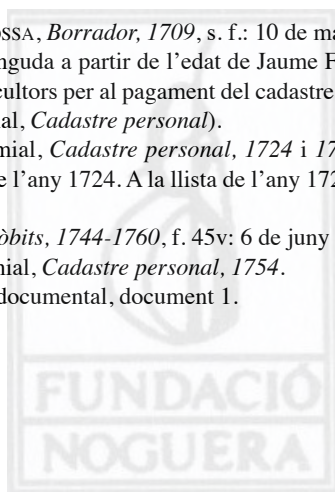 OSSA, Borrador, 1709, s. f.: 10 de ma
nguda a partir de l’edat de Jaume F
cultors per al pagament del cadastre
al, Cadastre personal).
mial, Cadastre personal, 1724 i 17
e l’any 1724. A la llista de l’any 172
òbits, 1744-1760, f. 45v: 6 de juny
nial, Cadastre personal, 1754.
documental, document 1.
FUNDACIÓ
NOGUERA